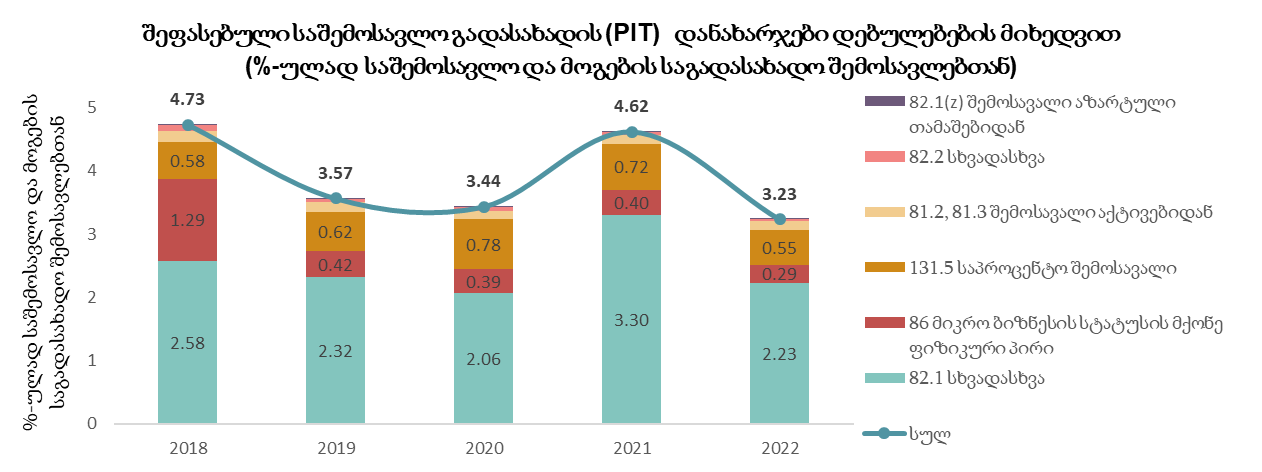 შეფასებული საშემოსავლო გადასახადის (PIT) დანახარჯები დებულებების მიხედვით
(%-ულად საშემოსავლო და მოგების საგადასახადო შემოსავლებთან)
%-ულად საშემოსავლო და მოგების
საგადასახადო შემოსავლებთან
5
4
3
2
1
0
4.73
3.57
3.44
4.62
3.23
0.58
0.62
0.78
0.72
0.55
1.29
0.42
0.39
0.40
0.29
2.58
2.32
2.06
3.30
2.23
2018
2019
2020
2021
2022
82.1(ზ) შემოსავალი აზარტული
თამაშებიდან
82.2 სხვადასხვა
81.2, 81.3 შემოსავალი აქტივებიდან
131.5 საპროცენტო შემოსავალი
86 მიკრო ბიზნესის სტატუსის მქონე
ფიზიკური პირი
82.1 სხვადასხვა
სულ